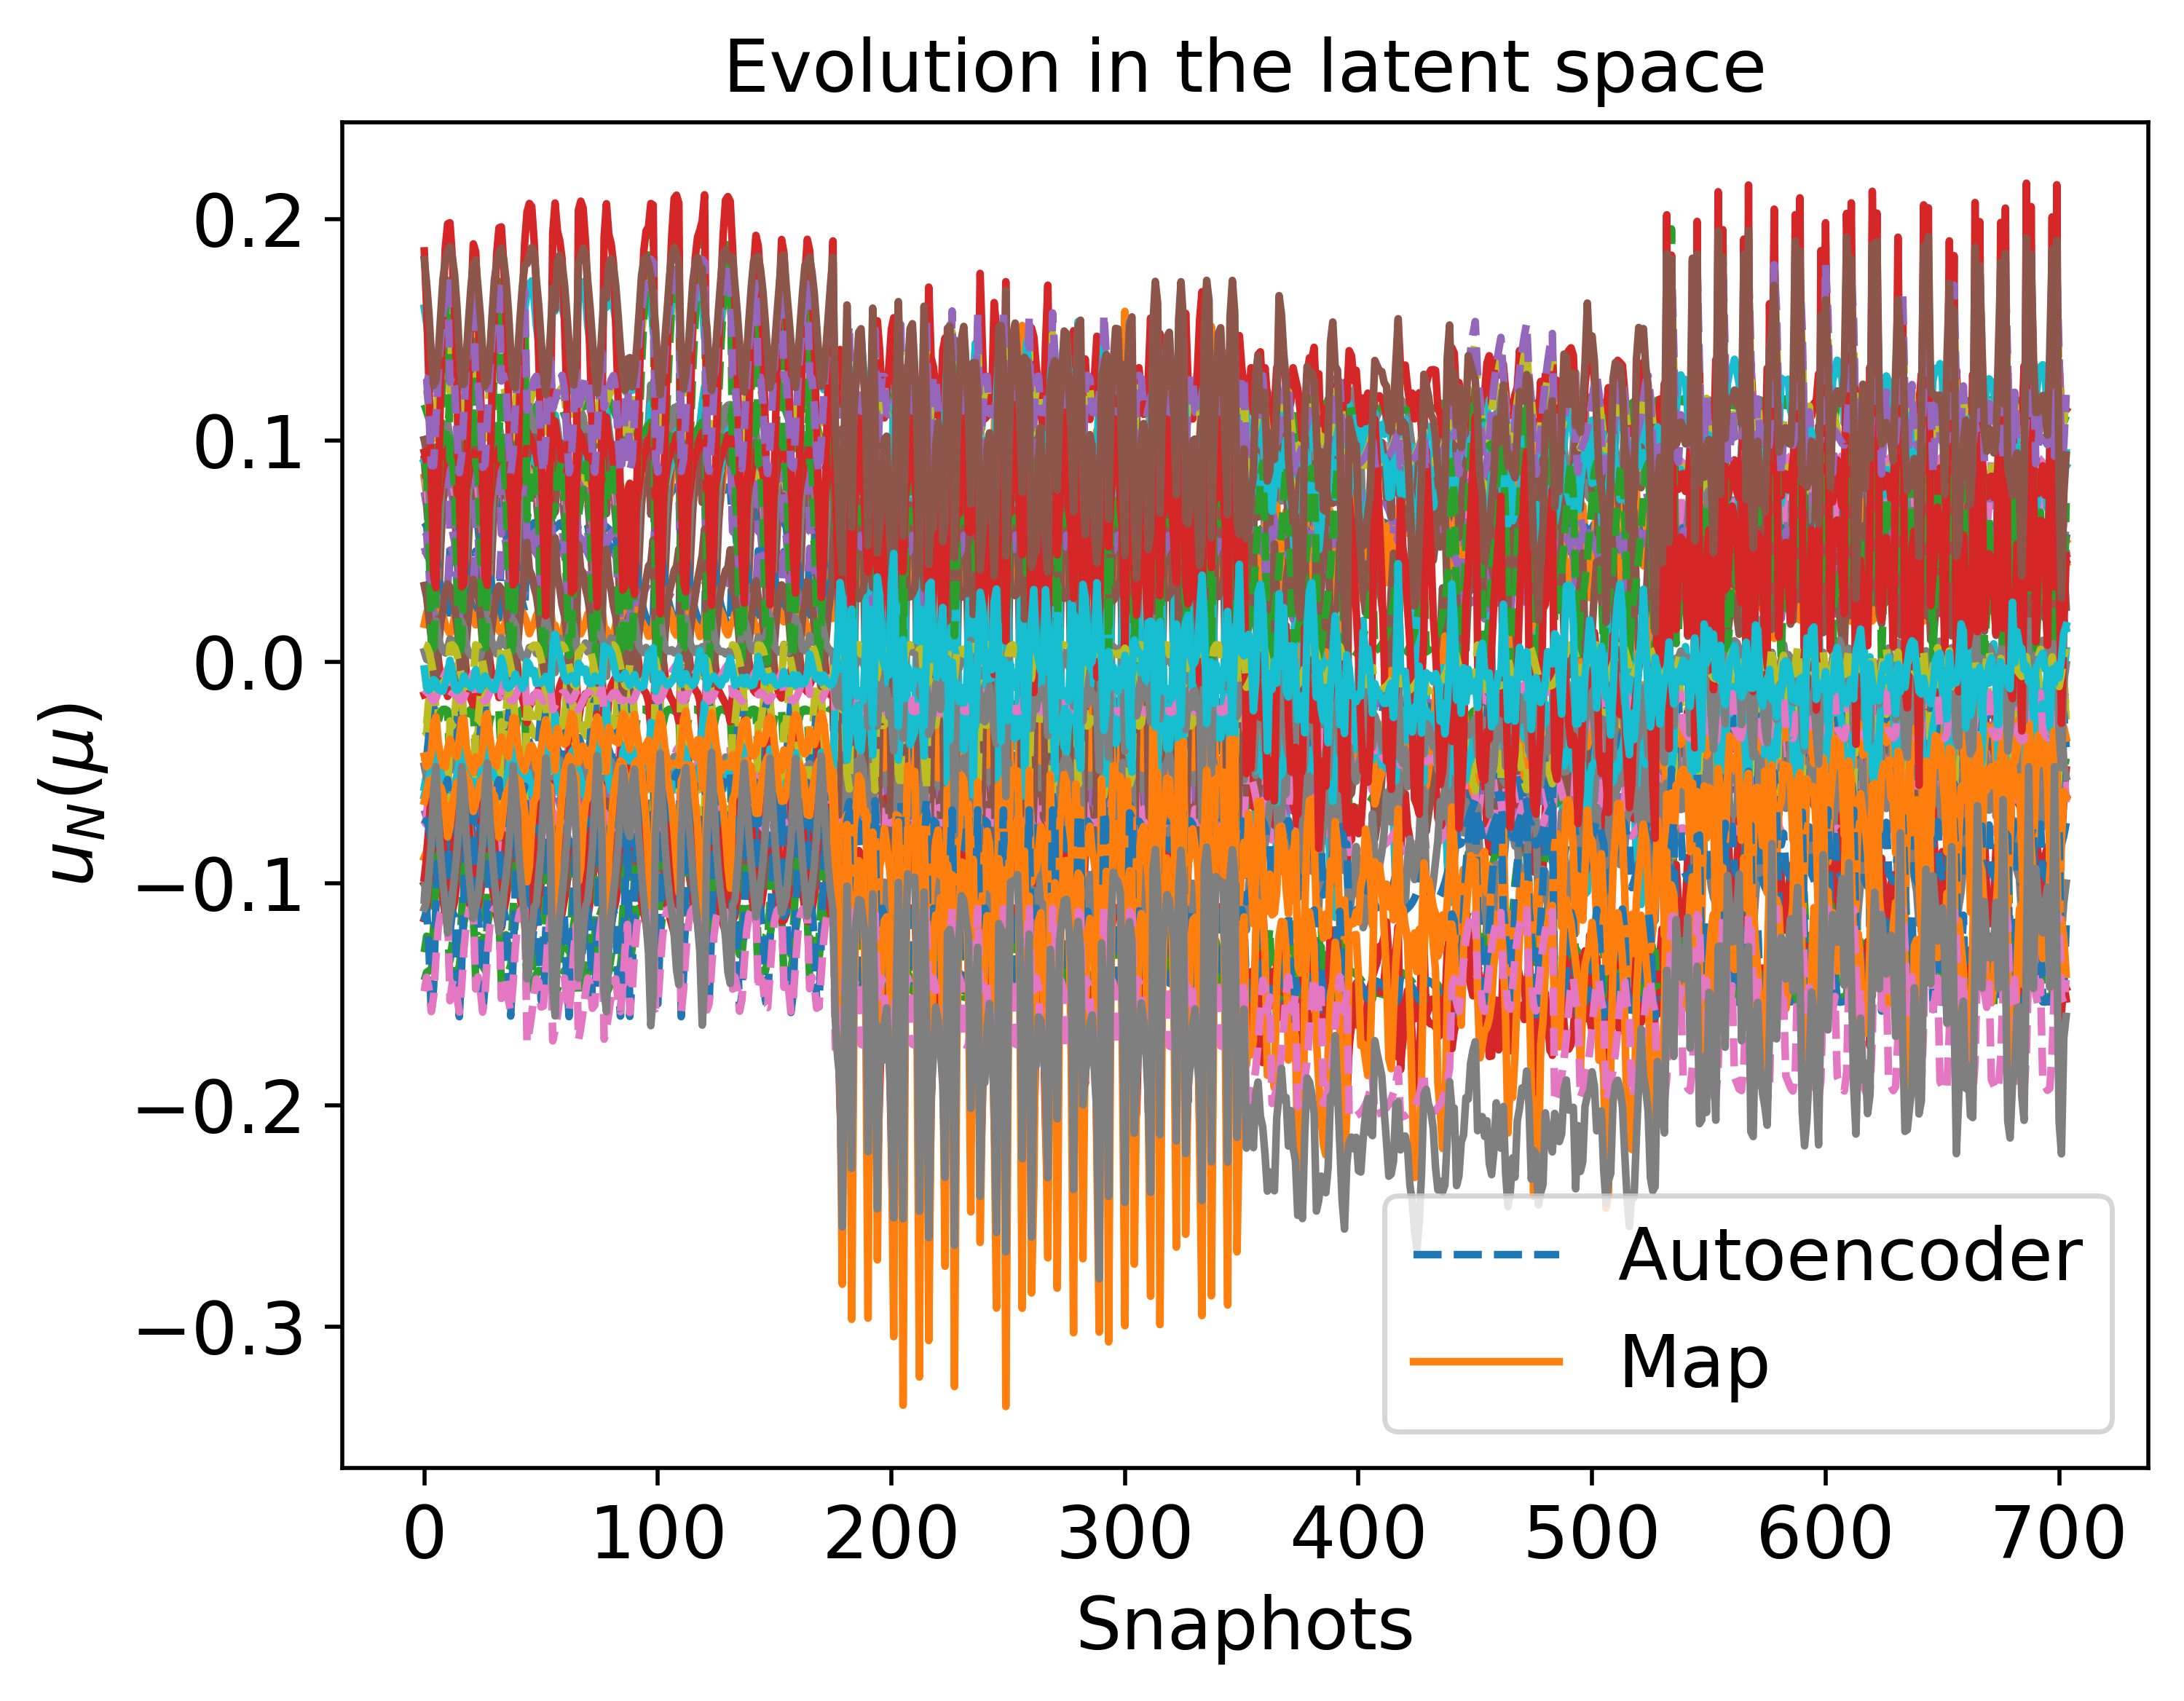 Evolution in the latent space
0.2
0.1
0.0
−0.1
−0.2
−0.3
u_N(μ)
Autoencoder
Map
0 100 200 300 400 500 600 700
Snaphots